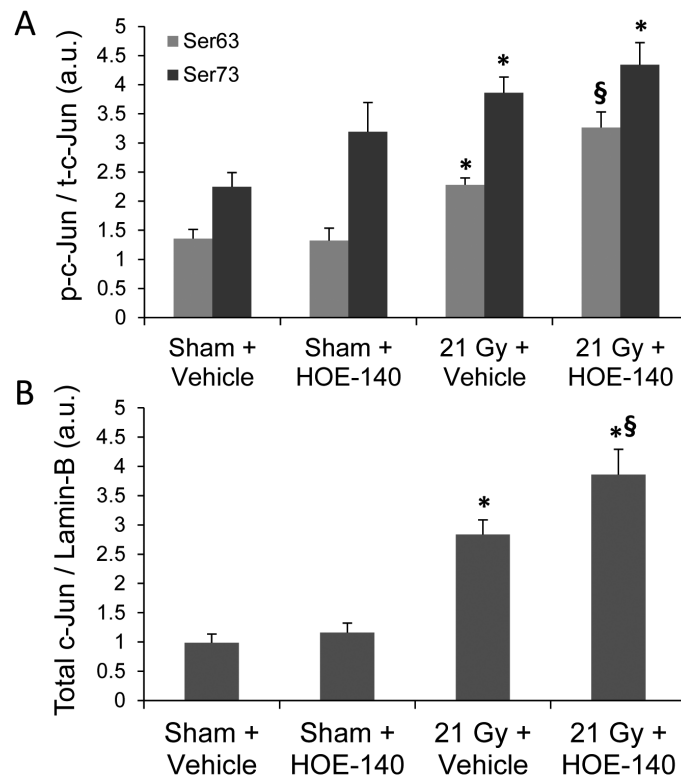 A
Ser63
Ser73
p-c-Jun / t-c-Jun (a.u.)
5
4.5
4
3.5
3
2.5
2
1.5
1
0.5
0
*
*
§
*
Sham +
Vehicle
Sham +
HOE-140
21 Gy +
Vehicle
21 Gy +
HOE-140
B
Total c-Jun / Lamin-B (a.u.)
5
4.5
4
3.5
3
2.5
2
1.5
1
0.5
0
*
*§
Sham +
Vehicle
Sham +
HOE-140
21 Gy +
Vehicle
21 Gy +
HOE-140